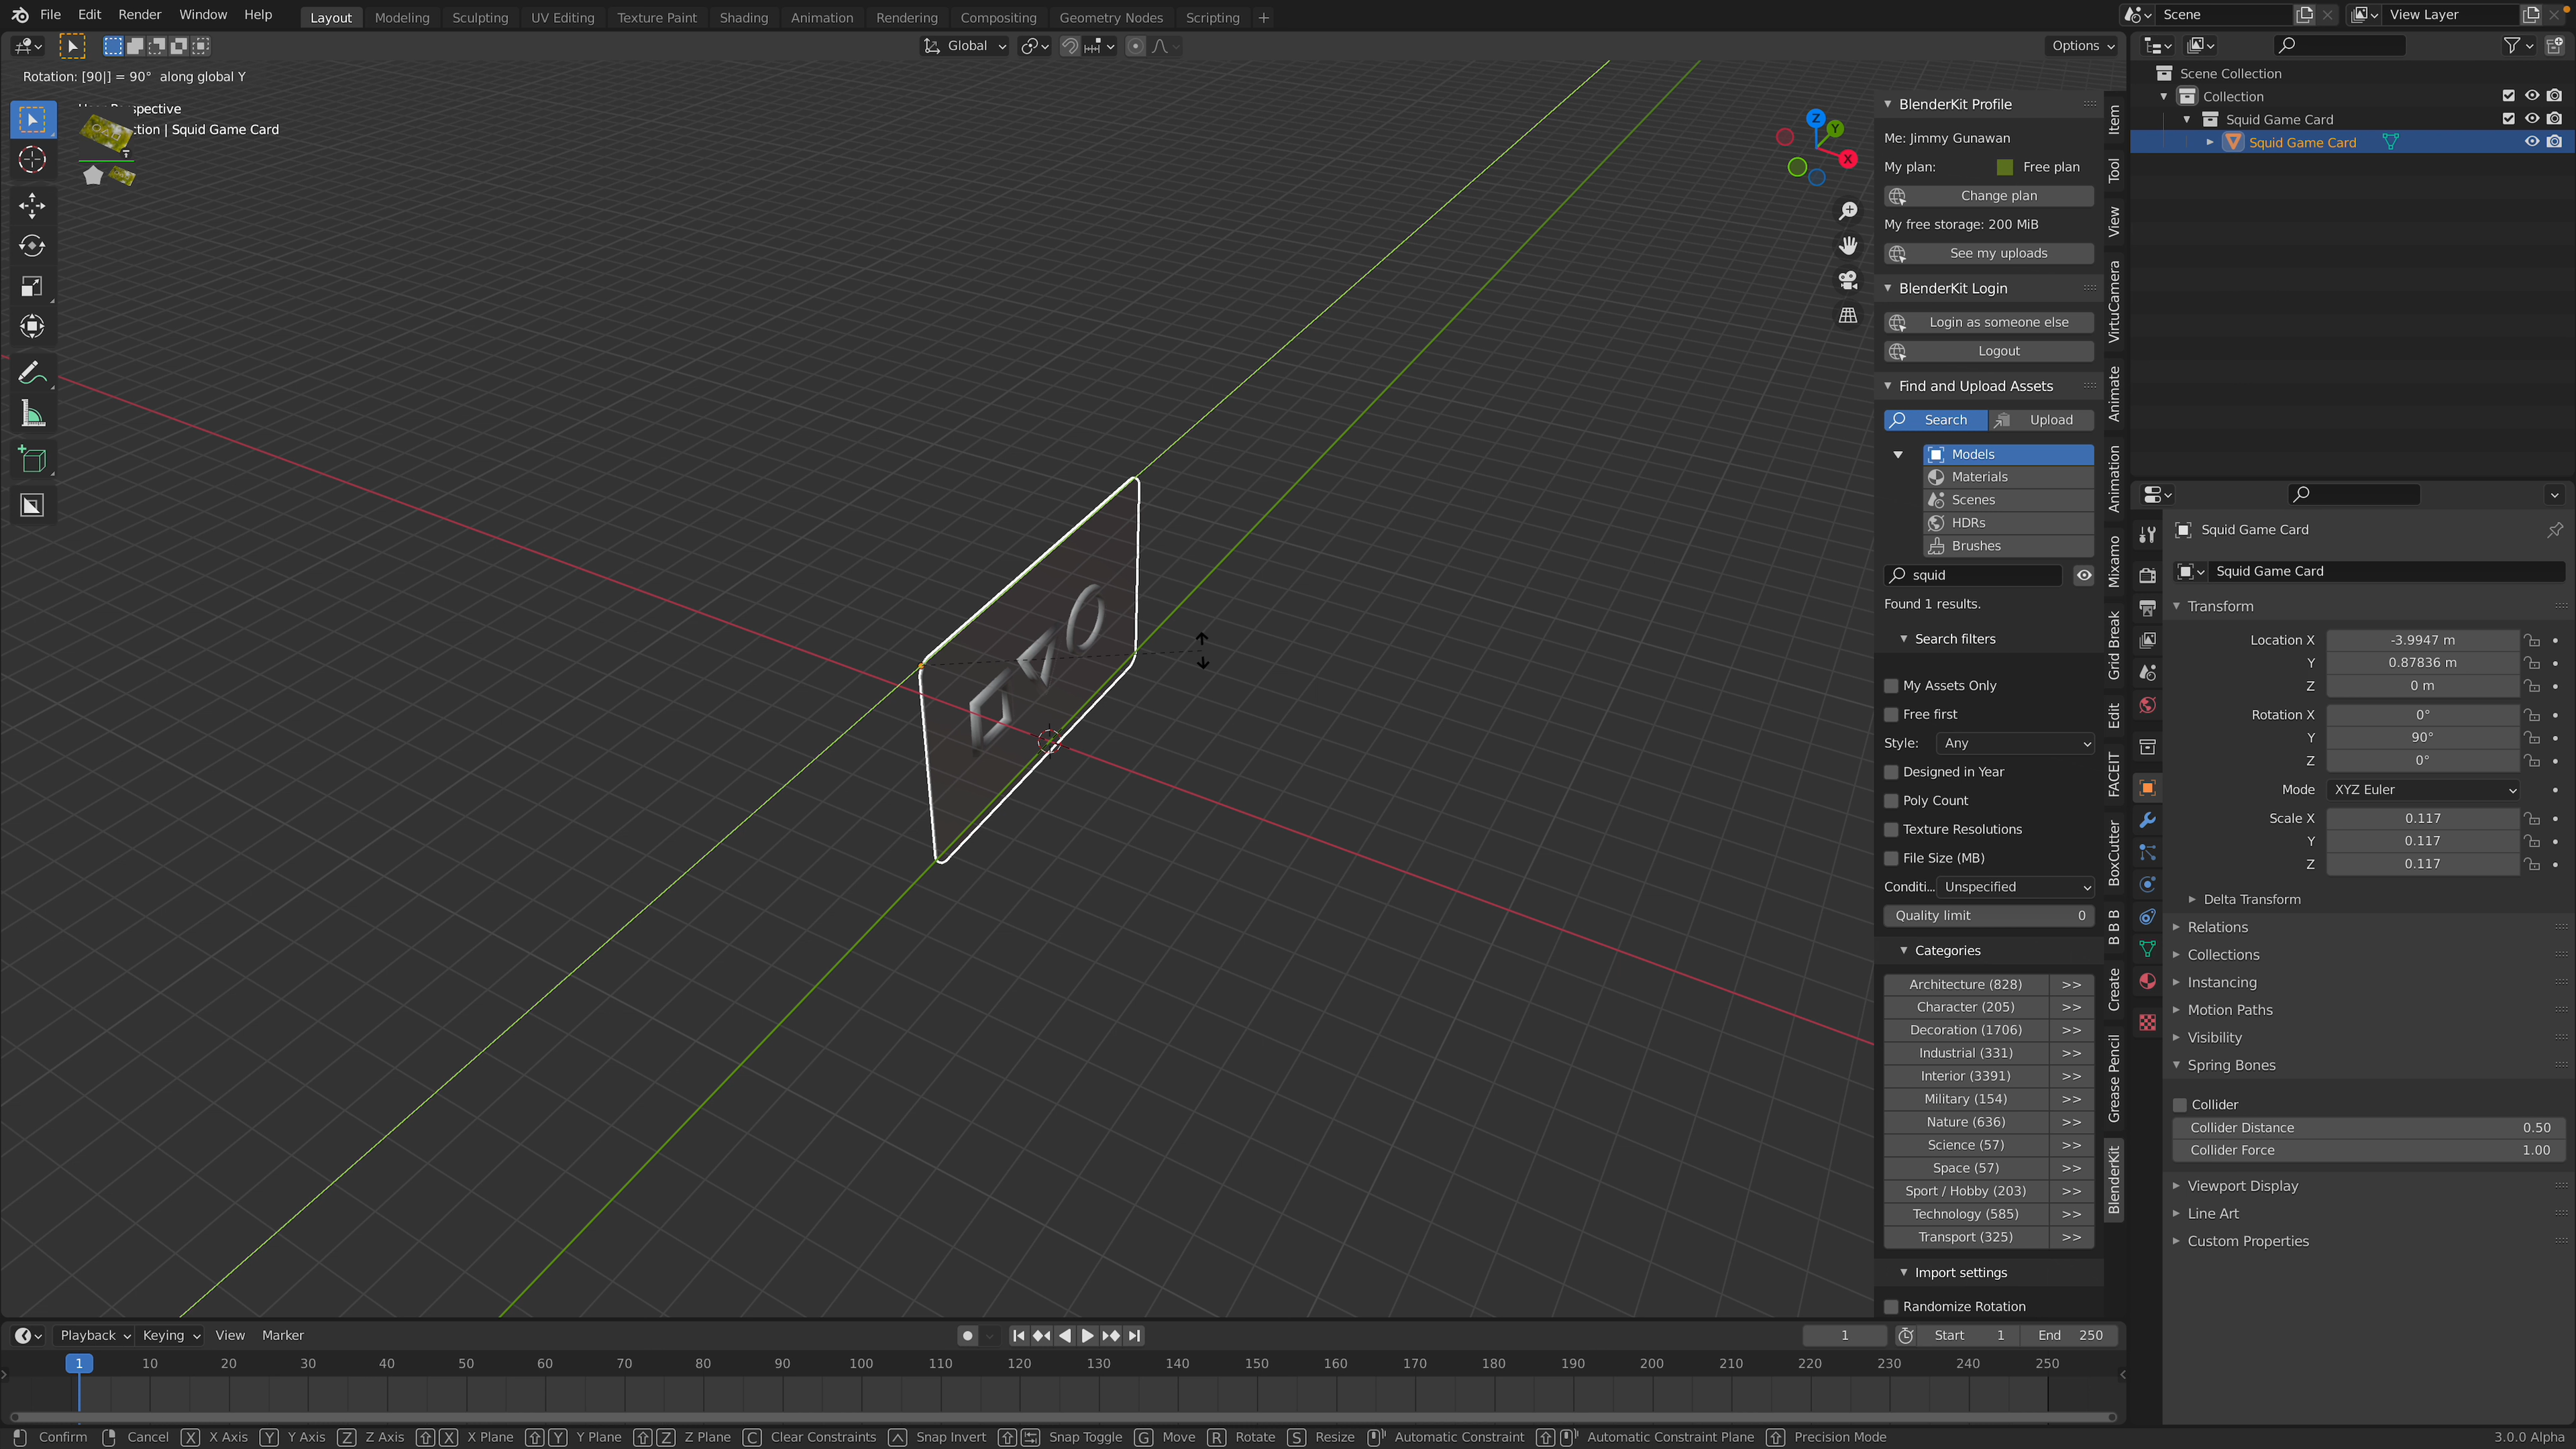 File Edit Render Window Help Layout Modeling Sculpting UV Editing Texture Paint Shading Animation Rendering Compositing Geometry Nodes Scripting + Scene View Layer
Global Options
Rotation: [90|] = 90° along global Y
spective
ction | Squid Game Card
Z
Y
X
BlenderKit Profile
Me: Jimmy Gunawan
My plan: Free plan
Change plan
My free storage: 200 MiB
See my uploads
BlenderKit Login
Login as someone else
Logout
Find and Upload Assets
Search Upload
Models
Materials
Scenes
HDRs
Brushes
squid
Found 1 results.
Search filters
My Assets Only
Free first
Style: Any
Designed in Year
Poly Count
Texture Resolutions
File Size (MB)
Conditi... Unspecified
Quality limit 0
Categories
Architecture (828) >>
Character (205) >>
Decoration (1706) >>
Industrial (331) >>
Interior (3391) >>
Military (154) >>
Nature (636) >>
Science (57) >>
Space (57) >>
Sport / Hobby (203) >>
Technology (585) >>
Transport (325) >>
Import settings
Randomize Rotation
Item
Tool
View
VirtuCamera
Animate
Animation
Mixamo
Grid Break
Edit
FACEIT
BoxCutter
B B B
Create
Grease Pencil
BlenderKit
Scene Collection
Collection
Squid Game Card
Squid Game Card
Squid Game Card
Squid Game Card
Transform
Location X -3.9947 m
Y 0.87836 m
Z 0 m
Rotation X 0°
Y 90°
Z 0°
Mode XYZ Euler
Scale X 0.117
Y 0.117
Z 0.117
Delta Transform
Relations
Collections
Instancing
Motion Paths
Visibility
Spring Bones
Collider
Collider Distance 0.50
Collider Force 1.00
Viewport Display
Line Art
Custom Properties
Playback Keying View Marker 1 Start 1 End 250
1 10 20 30 40 50 60 70 80 90 100 110 120 130 140 150 160 170 180 190 200 210 220 230 240 250
Confirm Cancel X X Axis Y Y Axis Z Z Axis X X Plane Y Y Plane Z Z Plane C Clear Constraints Snap Invert Snap Toggle G Move R Rotate S Resize Automatic Constraint Automatic Constraint Plane Precision Mode 3.0.0 Alpha